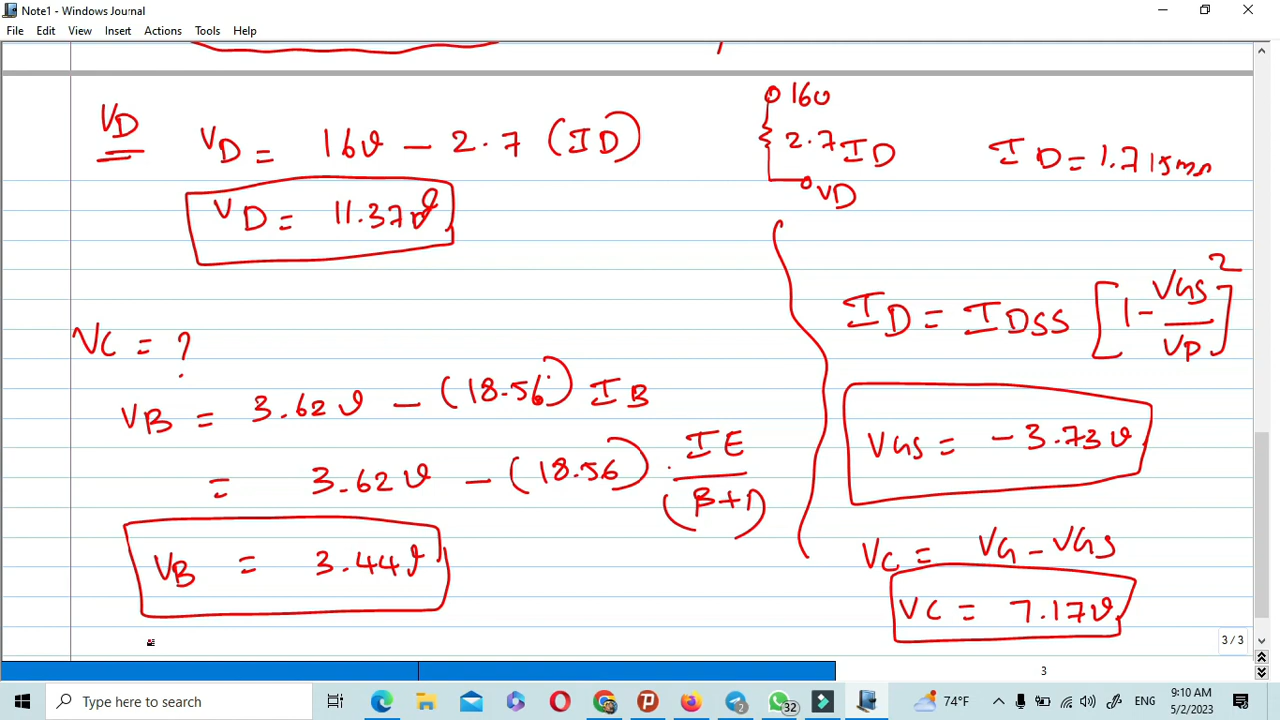 Note1 - Windows Journal
File Edit View Insert Actions Tools Help
VD
VD = 16v - 2.7 (ID)
VD = 11.37v
16v
2.7 ID
VD
ID = 1.715mA
VC = ?
VB = 3.62v - (18.56) IB
= 3.62v - (18.56) . IE / (β+1)
VB = 3.44v
ID = IDSS [1 - VGS / VP]²
VGS = -3.73v
VC = VG - VGS
VC = 7.17v
3 / 3
3
Type here to search
2
32
74°F
ENG
9:10 AM
5/2/2023